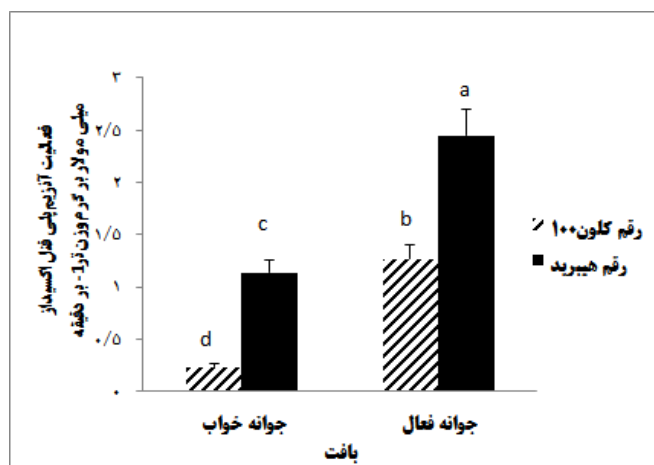 فعالیت آنزیم پلی فنل اکسیداز
میلی مولار بر گرم وزن تر1- بر دقیقه
۳
۲/۵
۲
۱/۵
۱
۰/۵
۰
a
b
c
d
رقم کلون۱۰۰
رقم هیبرید
جوانه فعال
جوانه خواب
بافت